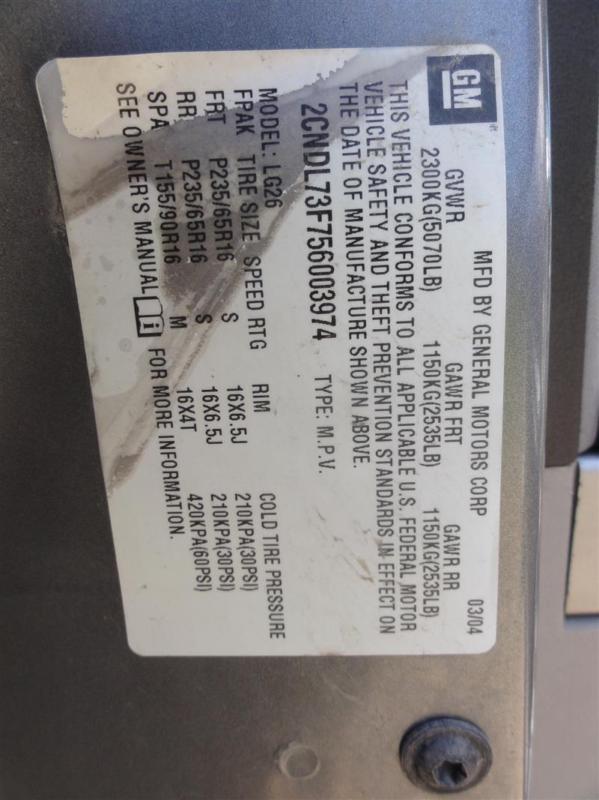 GM
MFD BY GENERAL MOTORS CORP 03/04
GVWR GAWR FRT GAWR RR
2300KG(5070LB) 1150KG(2535LB) 1150KG(2535LB)
THIS VEHICLE CONFORMS TO ALL APPLICABLE U.S. FEDERAL MOTOR
VEHICLE SAFETY AND THEFT PREVENTION STANDARDS IN EFFECT ON
THE DATE OF MANUFACTURE SHOWN ABOVE.
2CNDL73F756003974 TYPE: M.P.V.
MODEL: LG26
FPAK TIRE SIZE SPEED RTG RIM COLD TIRE PRESSURE
FRT P235/65R16 S 16X6.5J 210KPA(30PSI)
RR P235/65R16 S 16X6.5J 210KPA(30PSI)
SPA T155/90R16 M 16X4T 420KPA(60PSI)
SEE OWNER'S MANUAL FOR MORE INFORMATION.